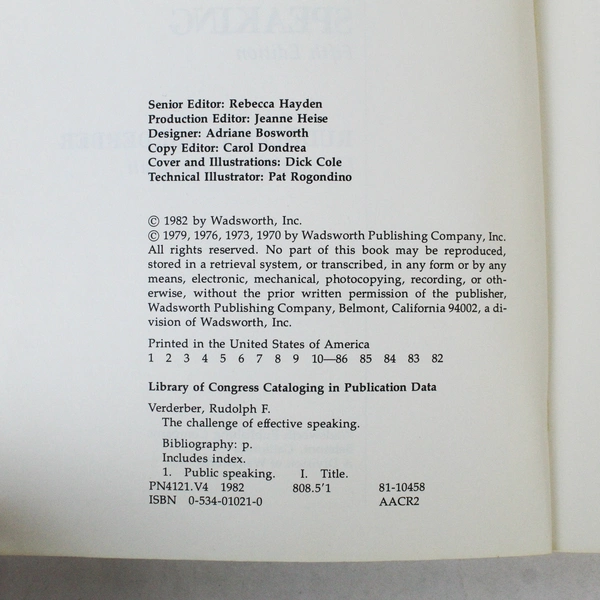 Senior Editor: Rebecca Hayden
Production Editor: Jeanne Heise
Designer: Adriane Bosworth
Copy Editor: Carol Dondrea
Cover and Illustrations: Dick Cole
Technical Illustrator: Pat Rogondino
© 1982 by Wadsworth, Inc.
© 1979, 1976, 1973, 1970 by Wadsworth Publishing Company, Inc.
All rights reserved. No part of this book may be reproduced,
stored in a retrieval system, or transcribed, in any form or by any
means, electronic, mechanical, photocopying, recording, or oth-
erwise, without the prior written permission of the publisher,
Wadsworth Publishing Company, Belmont, California 94002, a di-
vision of Wadsworth, Inc.
Printed in the United States of America
1 2 3 4 5 6 7 8 9 10—86 85 84 83 82
Library of Congress Cataloging in Publication Data
Verderber, Rudolph F.
The challenge of effective speaking.
Bibliography: p.
Includes index.
1. Public speaking. I. Title.
PN4121.V4 1982 808.5'1 81-10458
ISBN 0-534-01021-0 AACR2